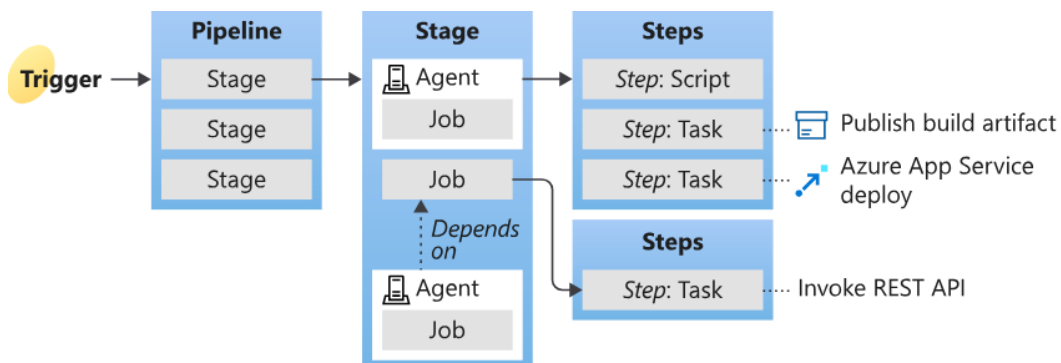 Trigger
Pipeline
Stage
Stage
Stage
Stage
Agent
Job
Job
Depends
on
Agent
Job
Steps
Step: Script
Step: Task
Publish build artifact
Step: Task
Azure App Service
deploy
Steps
Step: Task
Invoke REST API